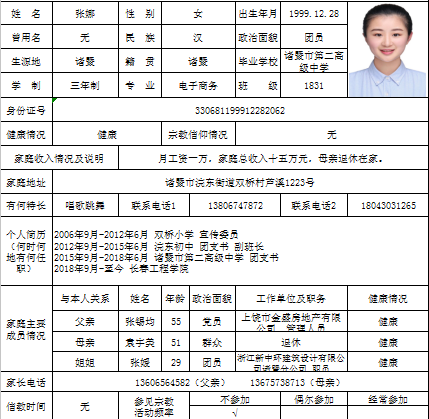 姓 名 张娜 性 别 女 出生年月 1999.12.28
曾用名 无 民 族 汉 政治面貌 团员
生源地 诸暨 籍 贯 诸暨 毕业学校 诸暨市第二高级中学
学 制 三年制 专 业 电子商务 班 级 1831
身份证号 330681199912282062
健康情况 健康 宗教信仰情况 无
家庭收入情况及说明 月工资一万，家庭总收入十五万元，母亲退休在家。
家庭地址 诸暨市浣东街道双桥村芦溪1223号
有何特长 唱歌跳舞 联系电话1 13806747872 联系电话2 18043031265
个人简历（何时何地有何任职）
2006年9月-2012年6月 双桥小学 宣传委员
2012年9月-2015年6月 浣东初中 团支书 副班长
2015年9月-2018年6月 诸暨市第二高级中学 团支书
2018年9月-至今 长春工程学院
家庭主要成员情况
与本人关系 姓名 年龄 政治面貌 工作单位及职务 健康情况
父亲 张锡均 55 党员 上饶市金盛房地产有限公司 管理人员 健康
母亲 袁宇英 51 群众 退休 健康
姐姐 张媛 29 团员 浙江新中环建筑设计有限公司诸暨分公司 职员 健康
家长电话 13606564582（父亲） 13675738713（母亲）
信教时间 无 参见宗教活动频率 不参加 偶尔参加 经常参加
√